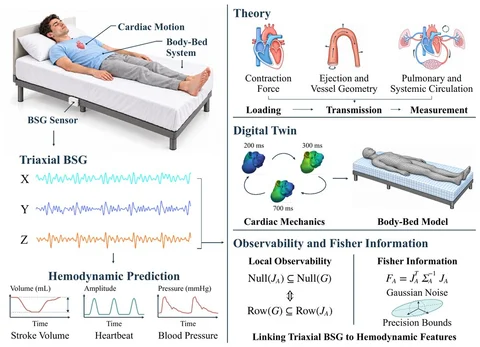 Cardiac Motion
Body-Bed
System
BSG Sensor
Triaxial BSG
X
Y
Z
Hemodynamic Prediction
Volume (mL)
Amplitude
Pressure (mmHg)
Time
Time
Time
Stroke Volume
Heartbeat
Blood Pressure
Theory
Contraction
Force
Ejection and
Vessel Geometry
Pulmonary and
Systemic Circulation
Loading
Transmission
Measurement
Digital Twin
200 ms
300 ms
700 ms
Cardiac Mechanics
Body-Bed Model
Observability and Fisher Information
Local Observability
Null(J_A) ⊆ Null(G)
⇕
Row(G) ⊆ Row(J_A)
Fisher Information
F_A = J_A^T Σ_A^-1 J_A
Gaussian Noise
Precision Bounds
Linking Triaxial BSG to Hemodynamic Features